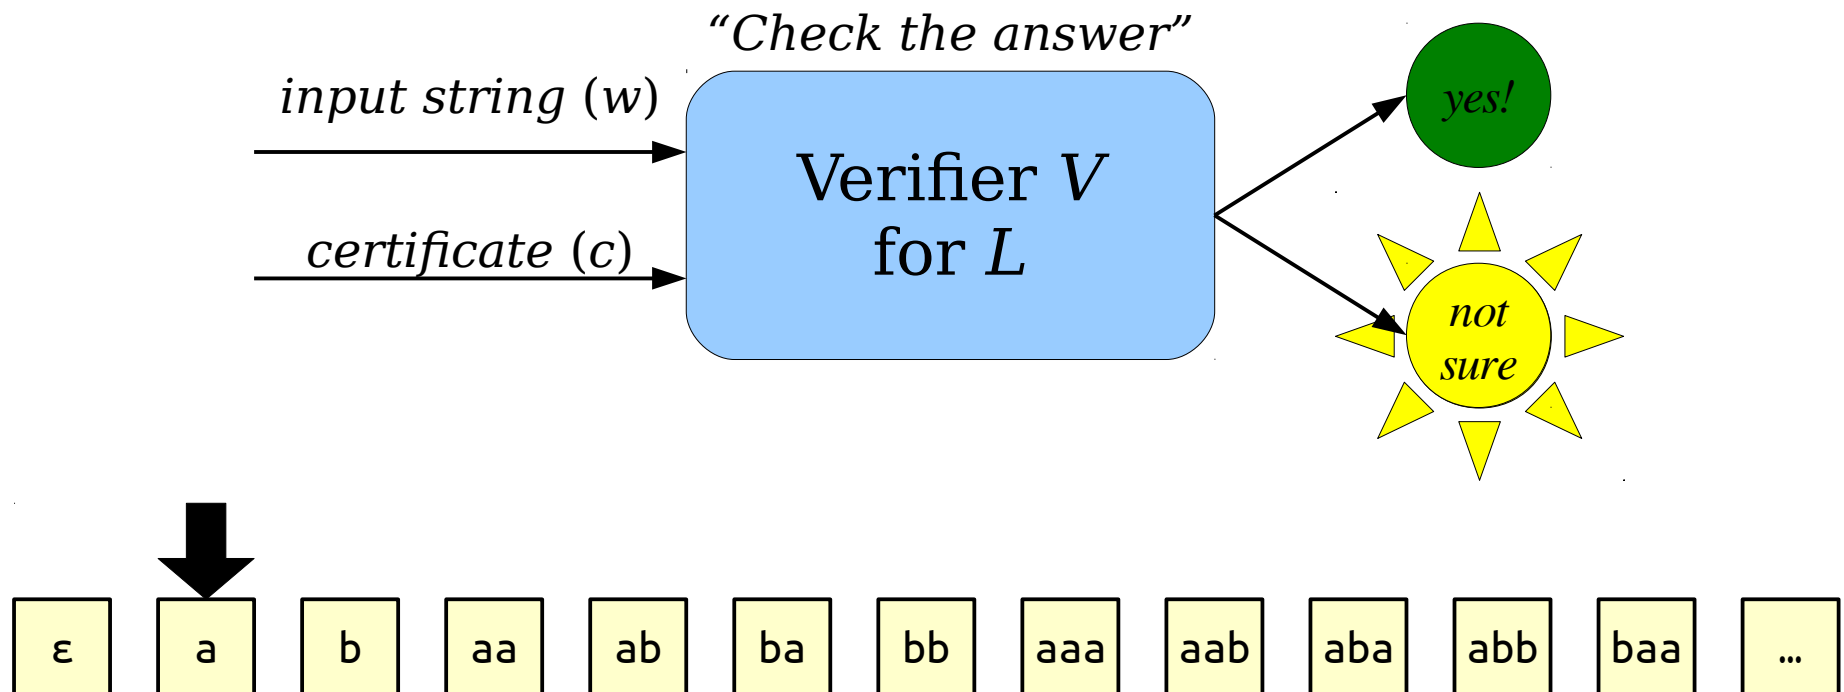 “Check the answer”
input string (w)
certificate (c)
Verifier V
for L
yes!
not
sure
ε a b aa ab ba bb aaa aab aba abb baa …